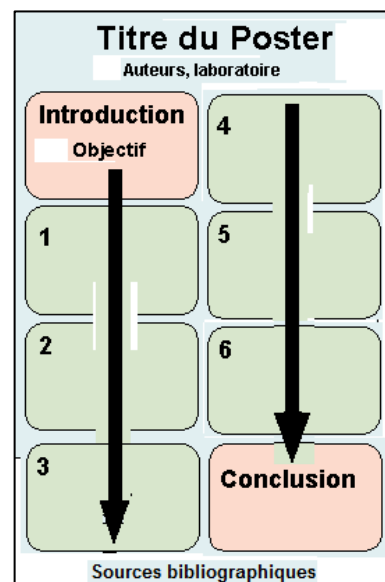 Titre du Poster
Auteurs, laboratoire
Introduction
Objectif
1
2
3
4
5
6
Conclusion
Sources bibliographiques